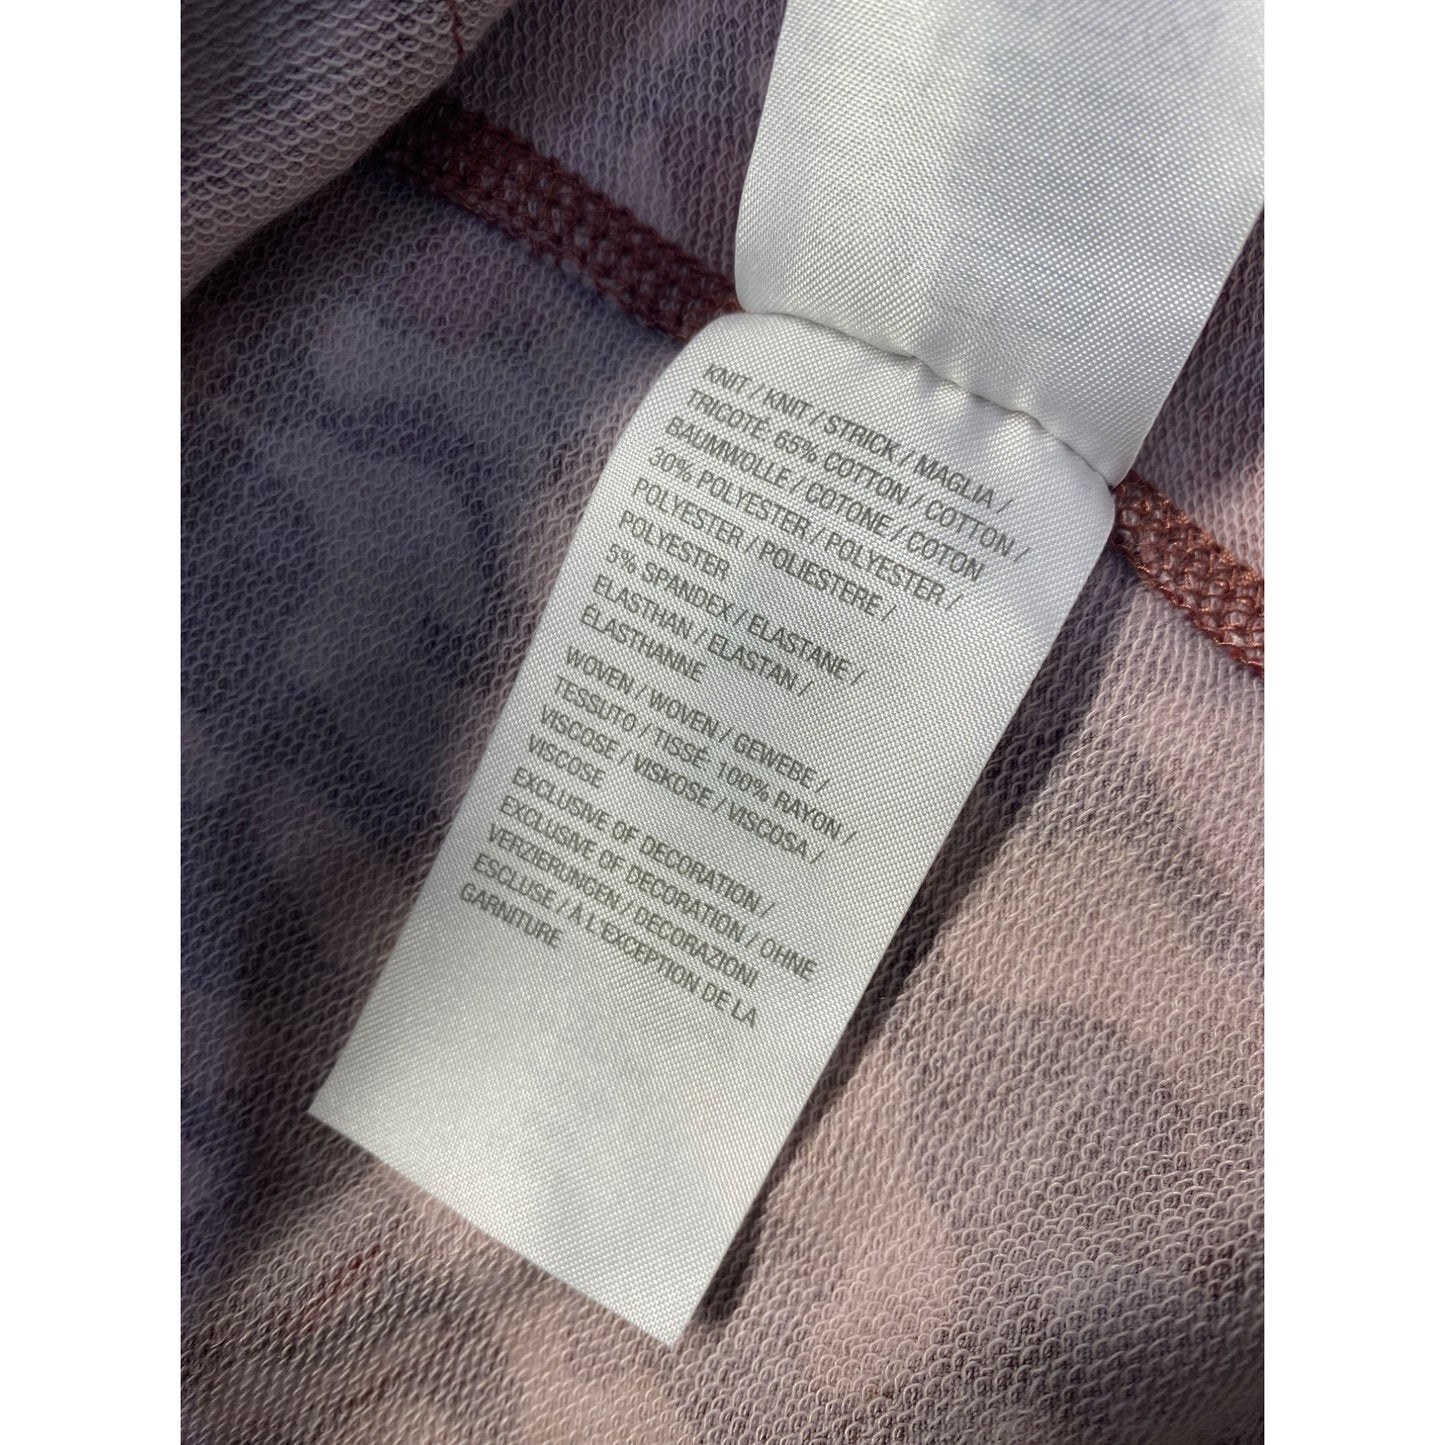 KNIT / KNIT / STRICK / MAGLIA /
TRICOTÉ: 65% COTTON / COTTON /
BAUMWOLLE / COTONE / COTON
30% POLYESTER / POLYESTER /
POLYESTER / POLIESTERE /
POLYESTER
5% SPANDEX / ELASTANE /
ELASTHAN / ELASTAN /
ÉLASTHANNE
WOVEN / WOVEN / GEWEBE /
TESSUTO / TISSÉ: 100% RAYON /
VISCOSE / VISKOSE / VISCOSA /
VISCOSE
EXCLUSIVE OF DECORATION /
EXCLUSIVE OF DECORATION / OHNE
VERZIERUNGEN / DECORAZIONI
ESCLUSE / À L'EXCEPTION DE LA
GARNITURE